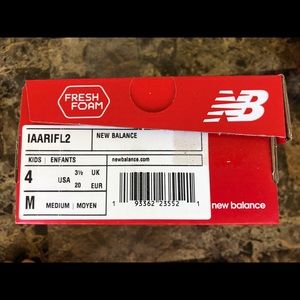 FRESH
FOAM
NB
IAARIFL2
NEW BALANCE
KIDS | ENFANTS
newbalance.com
4 USA 3½ UK
20 EUR
M MEDIUM | MOYEN
1 93362 23552 1
new balance